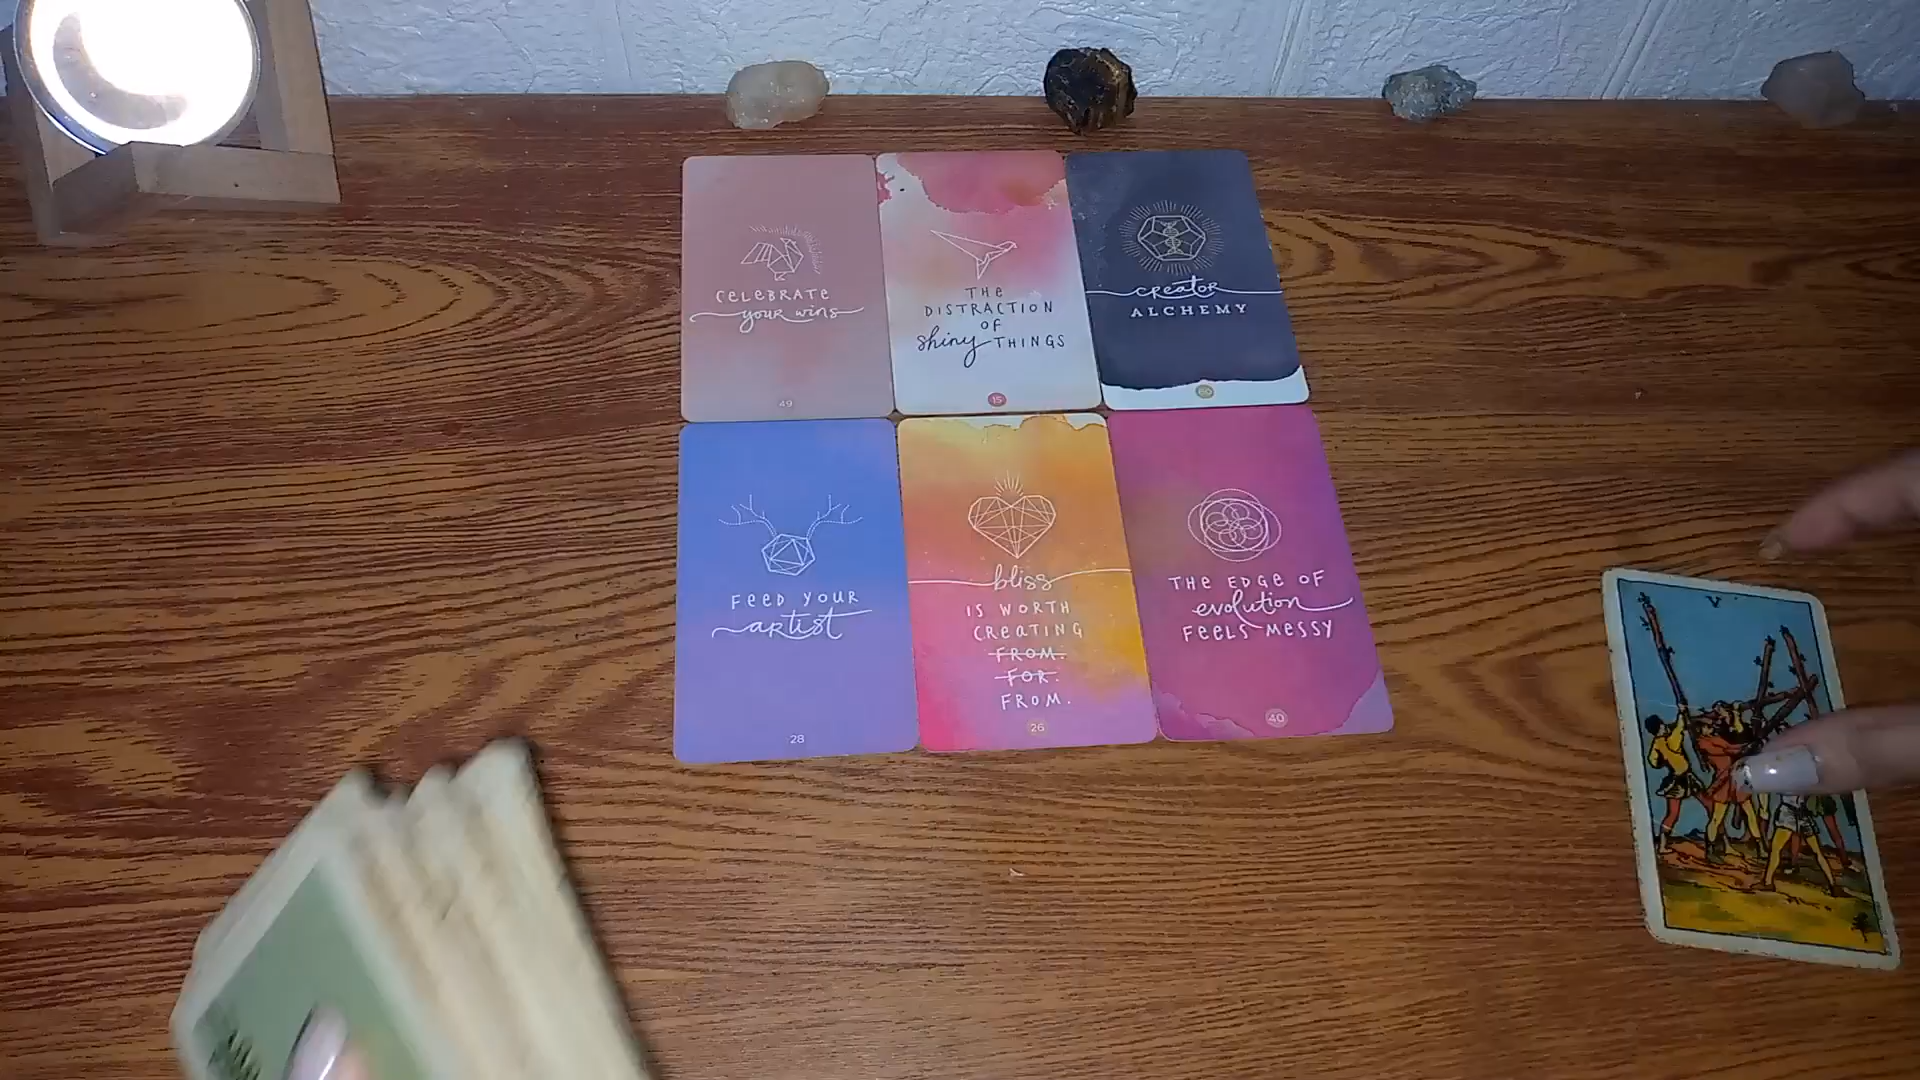 CELEBRATE
your wins
49
THE
DISTRACTION
OF
shiny THINGS
15
creator
ALCHEMY
FEED YOUR
artist
28
bliss
IS WORTH
CREATING
FROM.
FOR.
FROM.
26
THE EDGE OF
evolution
FEELS MESSY
40
V